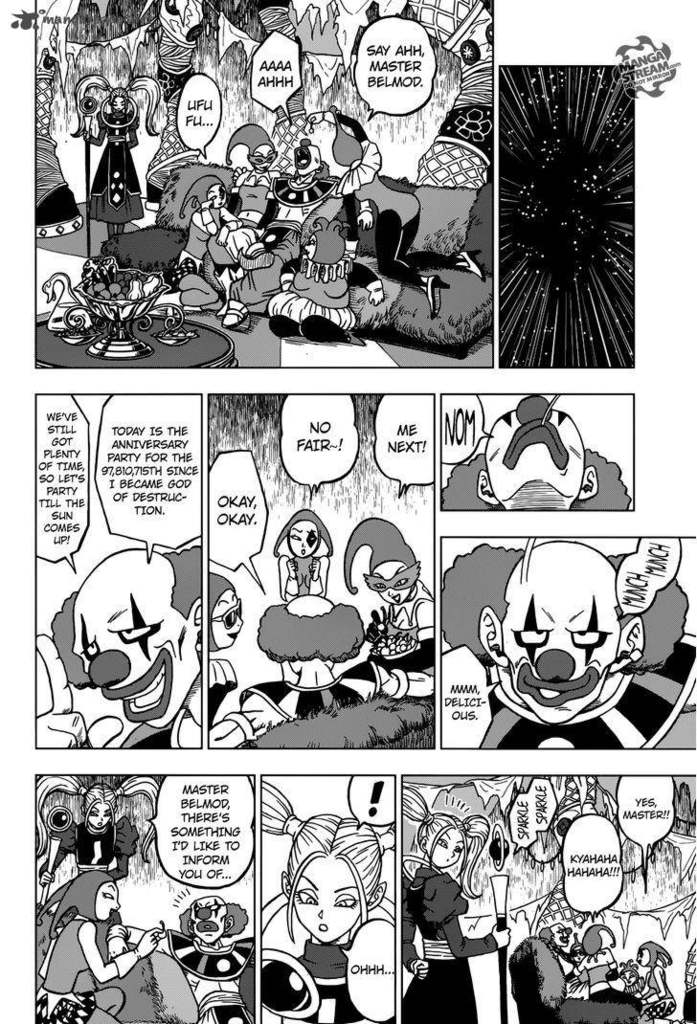 SAY AHH,
MASTER
BELMOD.
AAAA
AHHH
UFU
FU...
MANGA
STREAM.com
NOM
ME
NEXT!
NO
FAIR~!
OKAY,
OKAY.
TODAY IS THE
ANNIVERSARY
PARTY FOR THE
97,810,715TH SINCE
I BECAME GOD
OF DESTRUC-
TION.
WE'VE
STILL
GOT
PLENTY
OF TIME,
SO LET'S
PARTY
TILL THE
SUN
COMES
UP!
MUNCH
MUNCH
MMM,
DELICI-
OUS.
YES,
MASTER!!
KYAHAHA
HAHAHA!!!
SPARKLE
SPARKLE
!
OHHH...
MASTER
BELMOD,
THERE'S
SOMETHING
I'D LIKE TO
INFORM
YOU OF...